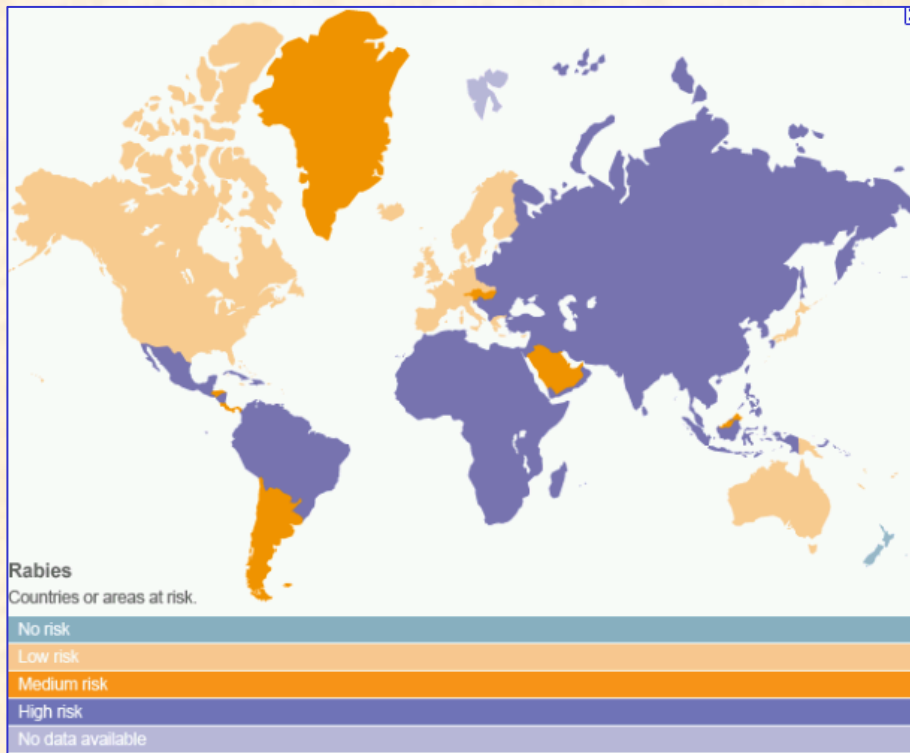 Rabies
Countries or areas at risk.
No risk
Low risk
Medium risk
High risk
No data available